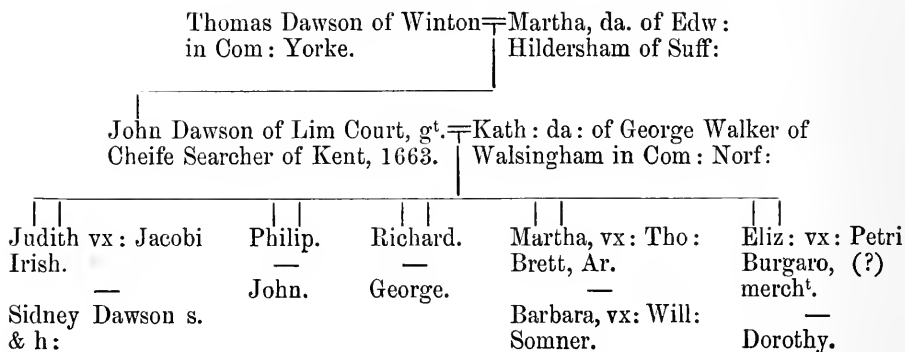 Thomas Dawson of Winton
in Com: Yorke.
Martha, da. of Edw:
Hildersham of Suff:
John Dawson of Lim Court, gᵗ.
Cheife Searcher of Kent, 1663.
Kath: da: of George Walker of
Walsingham in Com: Norf:
Judith vx: Jacobi
Irish.
—
Sidney Dawson s.
& h:
Philip.
—
John.
Richard.
—
George.
Martha, vx: Tho:
Brett, Ar.
—
Barbara, vx: Will:
Somner.
Eliz: vx: Petri
Burgaro, (?)
merchᵗ.
—
Dorothy.